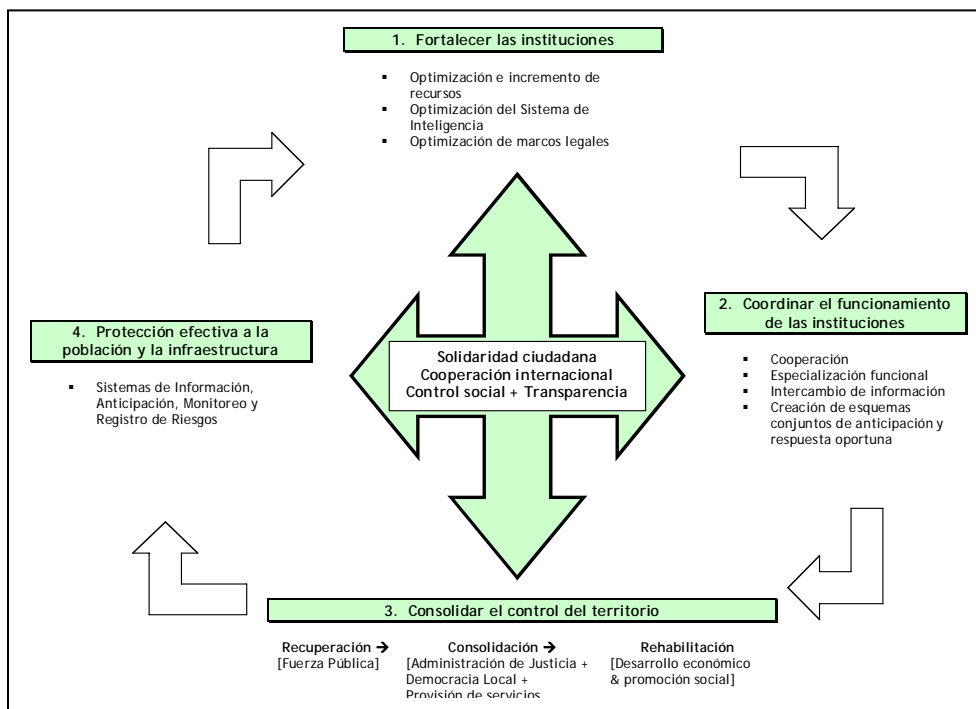 1. Fortalecer las instituciones
▪ Optimización e incremento de
recursos
▪ Optimización del Sistema de
Inteligencia
▪ Optimización de marcos legales
2. Coordinar el funcionamiento
de las instituciones
▪ Cooperación
▪ Especialización funcional
▪ Intercambio de información
▪ Creación de esquemas
conjuntos de anticipación y
respuesta oportuna
4. Protección efectiva a la
población y la infraestructura
▪ Sistemas de Información,
Anticipación, Monitoreo y
Registro de Riesgos
Solidaridad ciudadana
Cooperación internacional
Control social + Transparencia
3. Consolidar el control del territorio
Recuperación →
[Fuerza Pública]
Consolidación →
[Administración de Justicia +
Democracia Local +
Provisión de servicios
Rehabilitación
[Desarrollo económico
& promoción social]